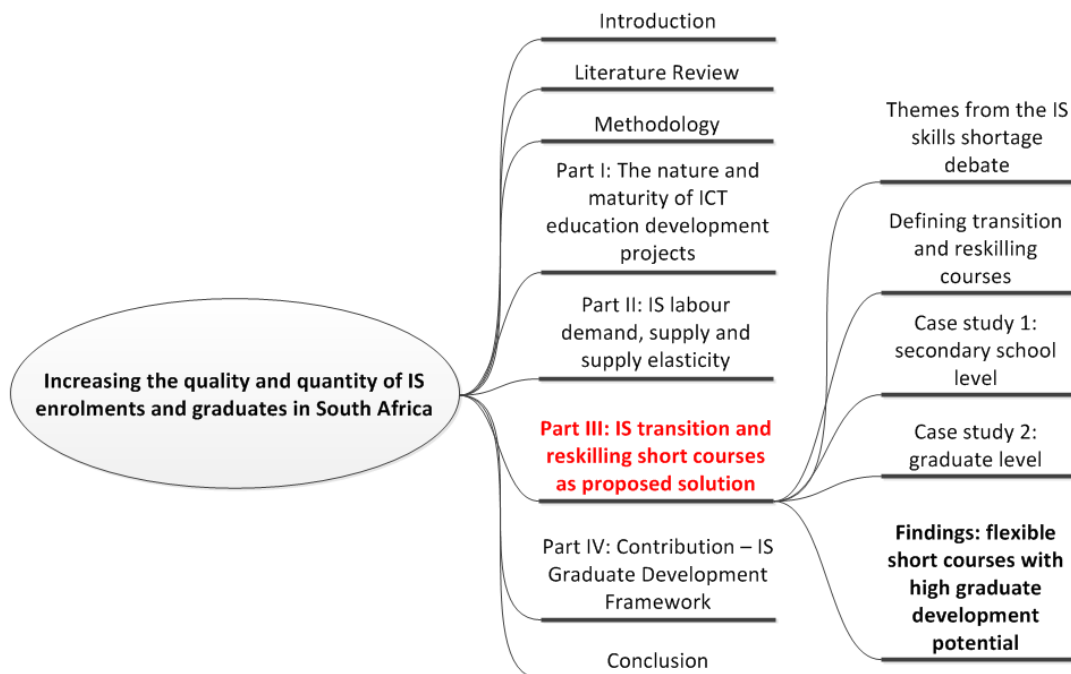 Increasing the quality and quantity of IS
enrolments and graduates in South Africa
Introduction
Literature Review
Methodology
Part I: The nature and
maturity of ICT
education development
projects
Part II: IS labour
demand, supply and
supply elasticity
Part III: IS transition and
reskilling short courses
as proposed solution
Part IV: Contribution – IS
Graduate Development
Framework
Conclusion
Themes from the IS
skills shortage
debate
Defining transition
and reskilling
courses
Case study 1:
secondary school
level
Case study 2:
graduate level
Findings: flexible
short courses with
high graduate
development
potential